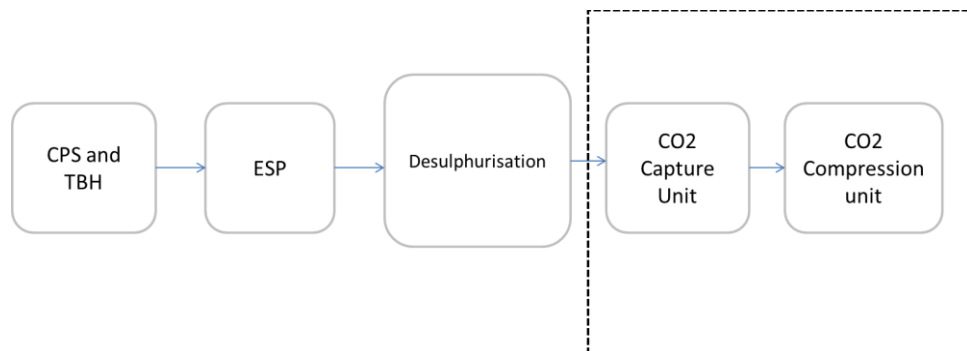 CPS and
TBH
ESP
Desulphurisation
CO2
Capture
Unit
CO2
Compression
unit